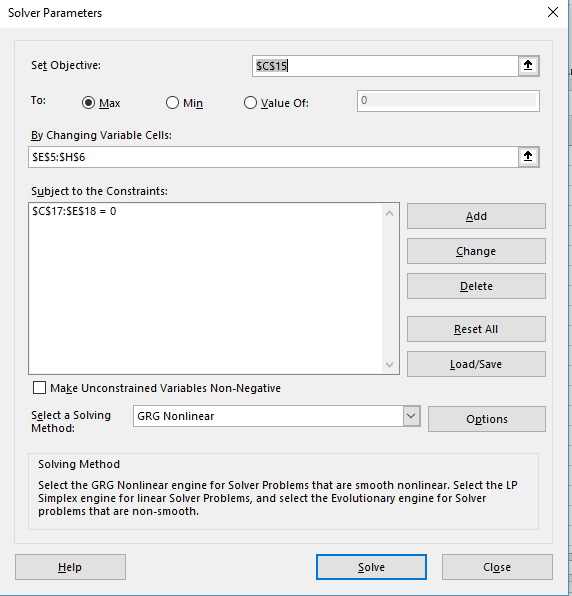 Solver Parameters
Set Objective:
$C$15
To:
Max
Min
Value Of:
0
By Changing Variable Cells:
$E$5:$H$6
Subject to the Constraints:
$C$17:$E$18 = 0
Add
Change
Delete
Reset All
Load/Save
Make Unconstrained Variables Non-Negative
Select a Solving
Method:
GRG Nonlinear
Options
Solving Method
Select the GRG Nonlinear engine for Solver Problems that are smooth nonlinear. Select the LP
Simplex engine for linear Solver Problems, and select the Evolutionary engine for Solver
problems that are non-smooth.
Help
Solve
Close